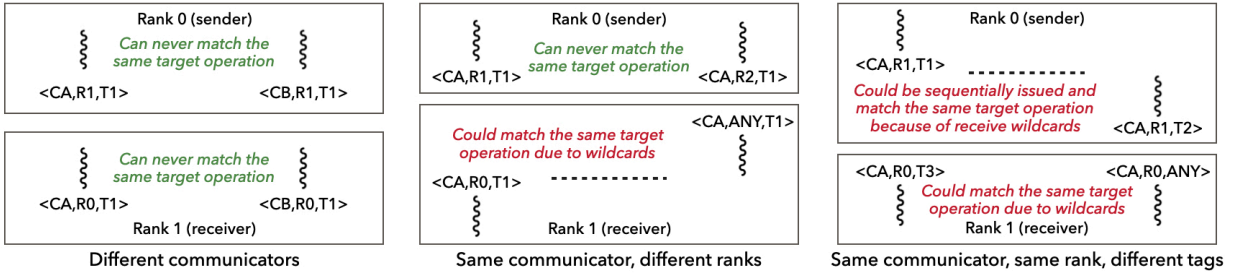 Rank 0 (sender)
Can never match the
same target operation
<CA,R1,T1> <CB,R1,T1>
Can never match the
same target operation
<CA,R0,T1> <CB,R0,T1>
Rank 1 (receiver)
Different communicators
Rank 0 (sender)
Can never match the
same target operation
<CA,R1,T1> <CA,R2,T1>
<CA,ANY,T1>
Could match the same target
operation due to wildcards
<CA,R0,T1>
Rank 1 (receiver)
Same communicator, different ranks
Rank 0 (sender)
<CA,R1,T1>
Could be sequentially issued and
match the same target operation
because of receive wildcards
<CA,R1,T2>
<CA,R0,T3> <CA,R0,ANY>
Could match the same target
operation due to wildcards
Rank 1 (receiver)
Same communicator, same rank, different tags